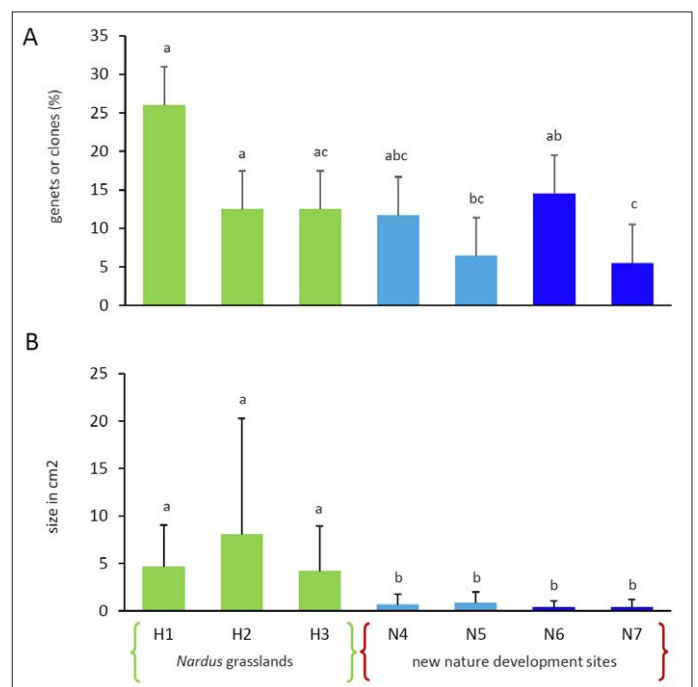 A
35
30
25
20
15
10
5
0
genets or clones (%)
a
a
ac
abc
bc
ab
c
B
25
20
15
10
5
0
size in cm2
a
a
a
b
b
b
b
H1 H2 H3 N4 N5 N6 N7
Nardus grasslands new nature development sites